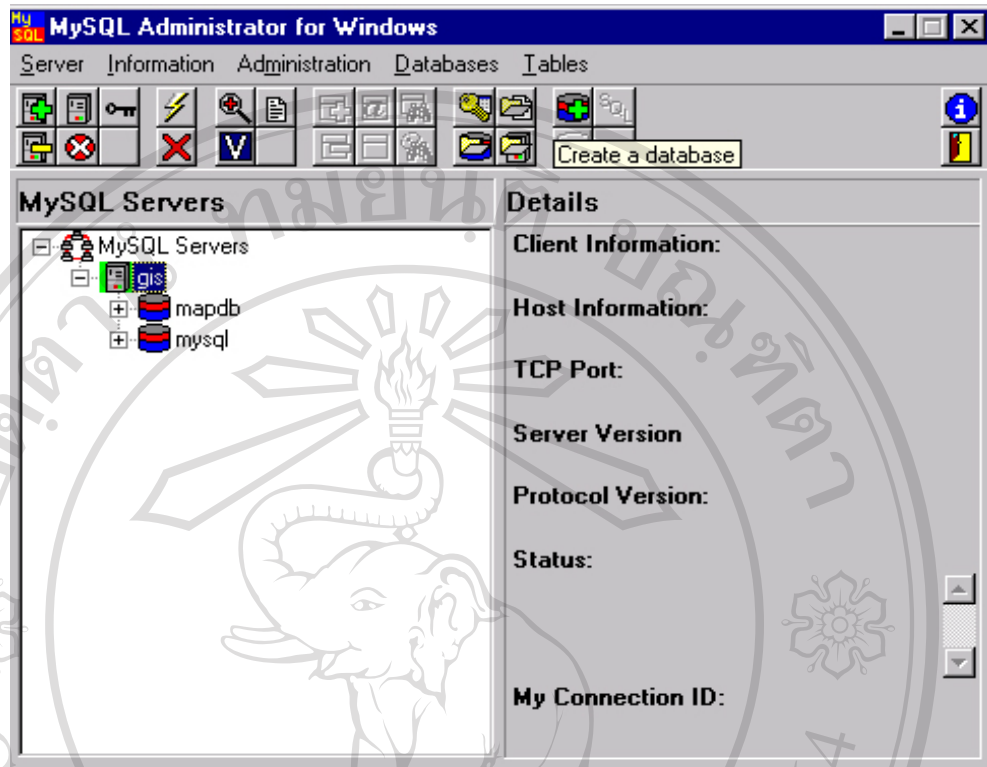 My
SQL
MySQL Administrator for Windows
Server Information Administration Databases Tables
SQL
V
Create a database
MySQL Servers
Details
MySQL Servers
gis
mapdb
mysql
Client Information:
Host Information:
TCP Port:
Server Version
Protocol Version:
Status:
My Connection ID: